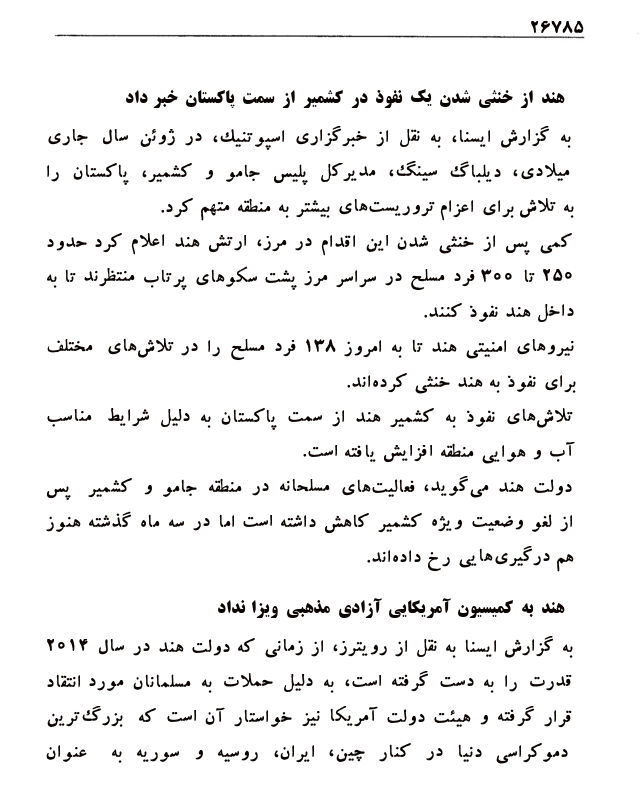 ۲۶۷۸۵
هند از خنثی شدن یک نفوذ در کشمیر از سمت پاکستان خبر داد
به گزارش ایسنا، به نقل از خبرگزاری اسپوتنیك، در ژوئن سال جاری
میلادی، دیلباگ سینگ، مدیرکل پلیس جامو و کشمیر، پاکستان را
به تلاش برای اعزام تروریست‌های بیشتر به منطقه متهم کرد.
کمی پس از خنثی شدن این اقدام در مرز، ارتش هند اعلام کرد حدود
۲۵۰ تا ۳۰۰ فرد مسلح در سراسر مرز پشت سکوهای پرتاب منتظرند تا به
داخل هند نفوذ کنند.
نیروهای امنیتی هند تا به امروز ۱۳۸ فرد مسلح را در تلاش‌های مختلف
برای نفوذ به هند خنثی کرده‌اند.
تلاش‌های نفوذ به کشمیر هند از سمت پاکستان به دلیل شرایط مناسب
آب و هوایی منطقه افزایش یافته است.
دولت هند می‌گوید، فعالیت‌های مسلحانه در منطقه جامو و کشمیر پس
از لغو وضعیت ویژه کشمیر کاهش داشته است اما در سه ماه گذشته هنوز
هم درگیری‌هایی رخ داده‌اند.
هند به کمیسیون آمریکایی آزادی مذهبی ویزا نداد
به گزارش ایسنا به نقل از رویترز، از زمانی که دولت هند در سال ۲۰۱۴
قدرت را به دست گرفته است، به دلیل حملات به مسلمانان مورد انتقاد
قرار گرفته و هیئت دولت آمریکا نیز خواستار آن است که بزرگ‌ترین
دموکراسی دنیا در کنار چین، ایران، روسیه و سوریه به عنوان